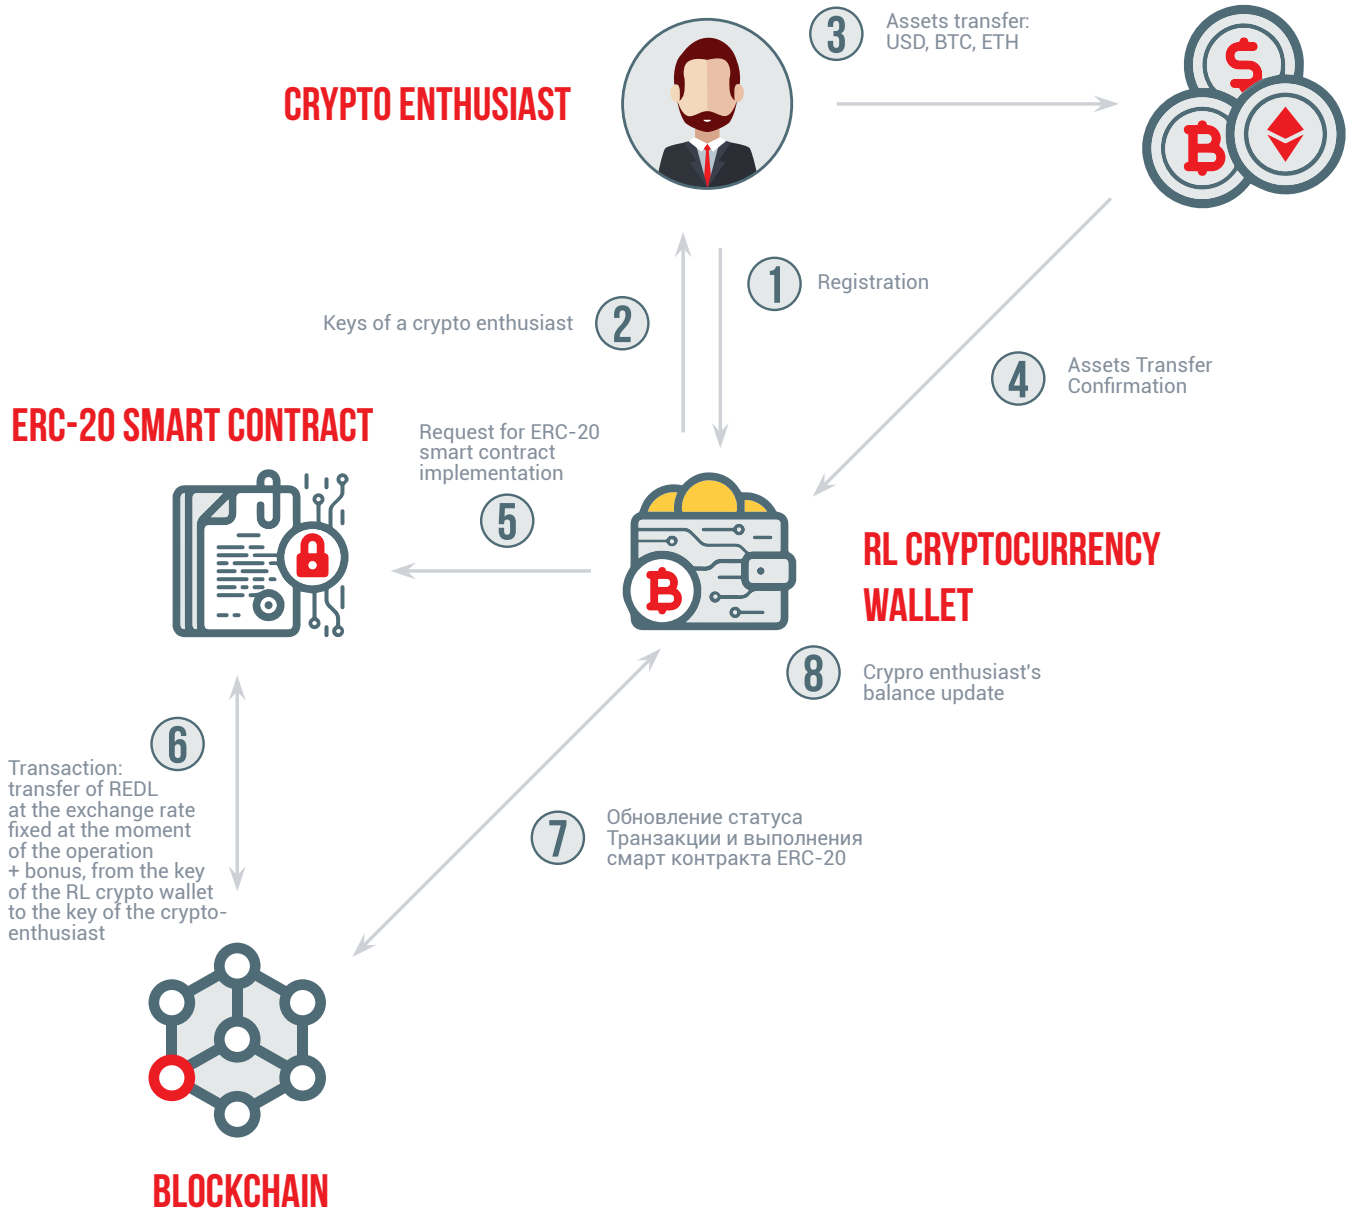 3
Assets transfer:
USD, BTC, ETH
CRYPTO ENTHUSIAST
1
Registration
2
Keys of a crypto enthusiast
4
Assets Transfer
Confirmation
ERC-20 SMART CONTRACT
Request for ERC-20
smart contract
implementation
5
RL CRYPTOCURRENCY
WALLET
8
Crypro enthusiast's
balance update
6
Transaction:
transfer of REDL
at the exchange rate
fixed at the moment
of the operation
+ bonus, from the key
of the RL crypto wallet
to the key of the crypto-
enthusiast
7
Обновление статуса
Транзакции и выполнения
смарт контракта ERC-20
BLOCKCHAIN